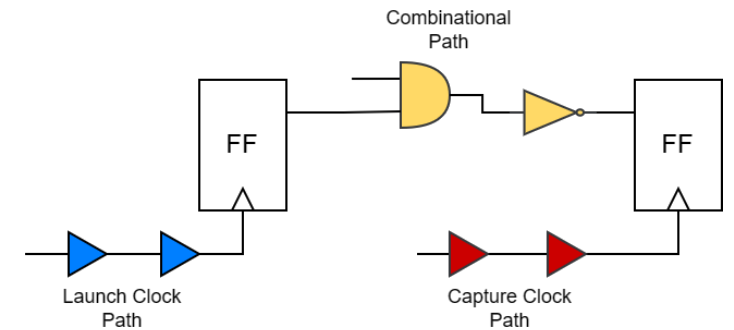 Combinational
Path
FF
FF
Launch Clock
Path
Capture Clock
Path